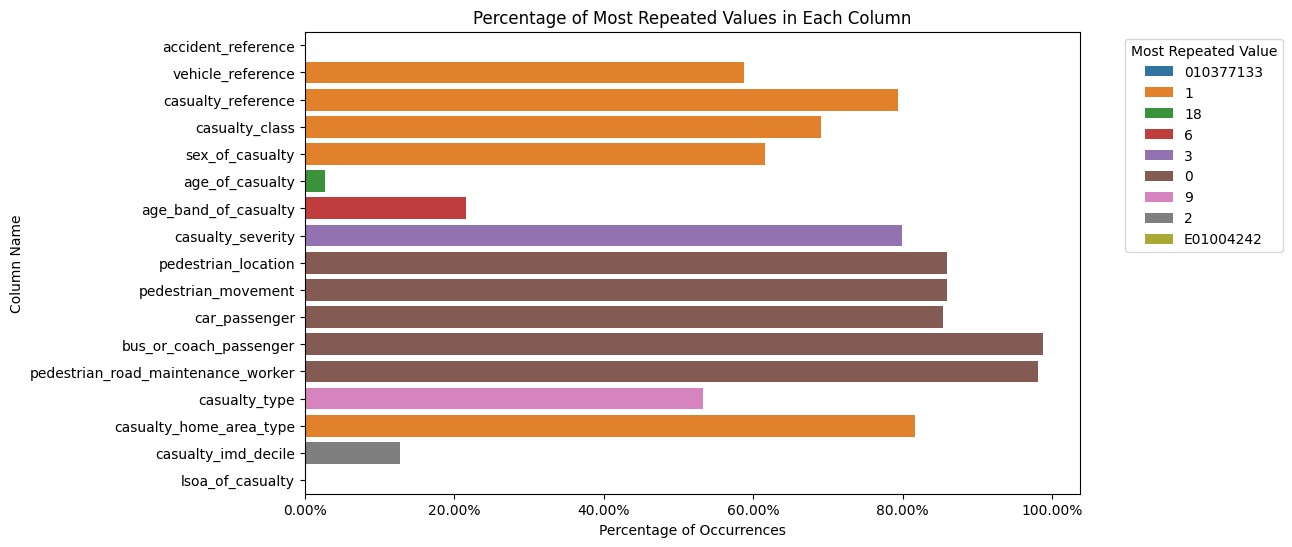 Percentage of Most Repeated Values in Each Column
Column Name
accident_reference
vehicle_reference
casualty_reference
casualty_class
sex_of_casualty
age_of_casualty
age_band_of_casualty
casualty_severity
pedestrian_location
pedestrian_movement
car_passenger
bus_or_coach_passenger
pedestrian_road_maintenance_worker
casualty_type
casualty_home_area_type
casualty_imd_decile
lsoa_of_casualty
0.00% 20.00% 40.00% 60.00% 80.00% 100.00%
Percentage of Occurrences
Most Repeated Value
010377133
1
18
6
3
0
9
2
E01004242